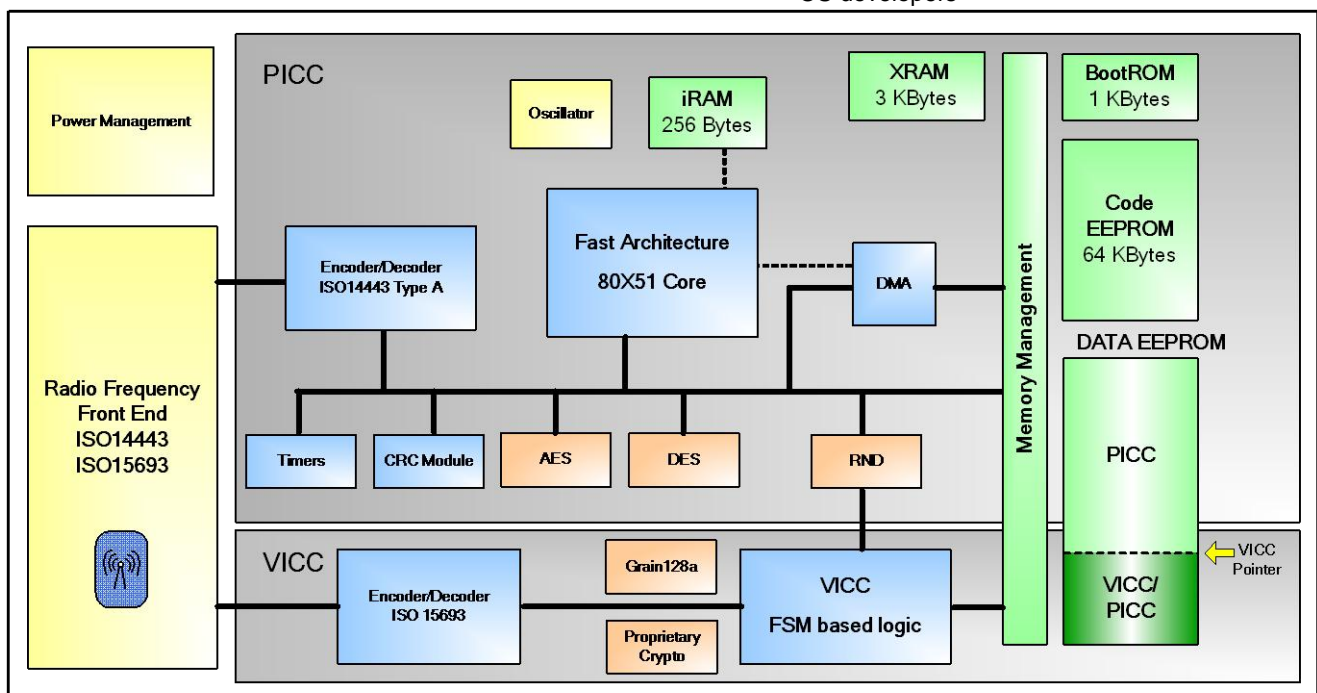 OS developers
PICC
Power Management
Oscillator
iRAM
256 Bytes
XRAM
3 KBytes
BootROM
1 KBytes
Code
EEPROM
64 KBytes
Encoder/Decoder
ISO14443 Type A
Fast Architecture
80X51 Core
DMA
Memory Management
DATA EEPROM
Radio Frequency
Front End
ISO14443
ISO15693
Timers
CRC Module
AES
DES
RND
PICC
VICC
Encoder/Decoder
ISO 15693
Grain128a
Proprietary
Crypto
VICC
FSM based logic
VICC/
PICC
VICC
Pointer